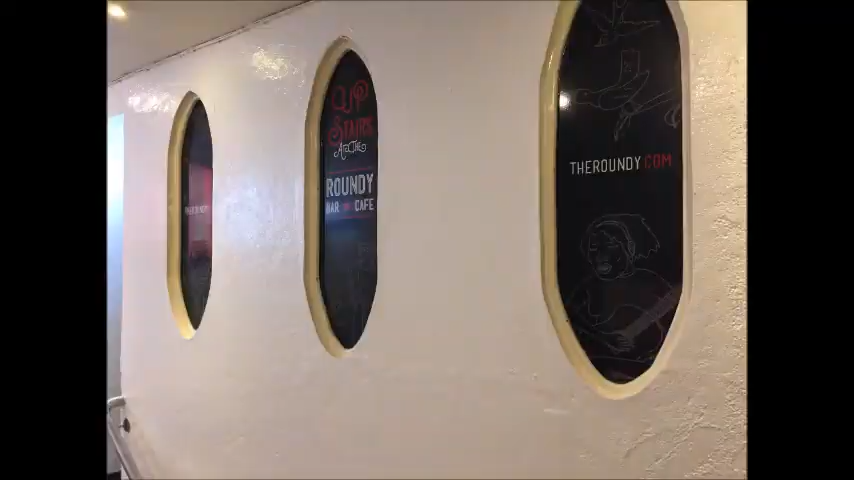 UP
STAIRS
AT THE
ROUNDY
BAR CAFE
THEROUNDY.COM